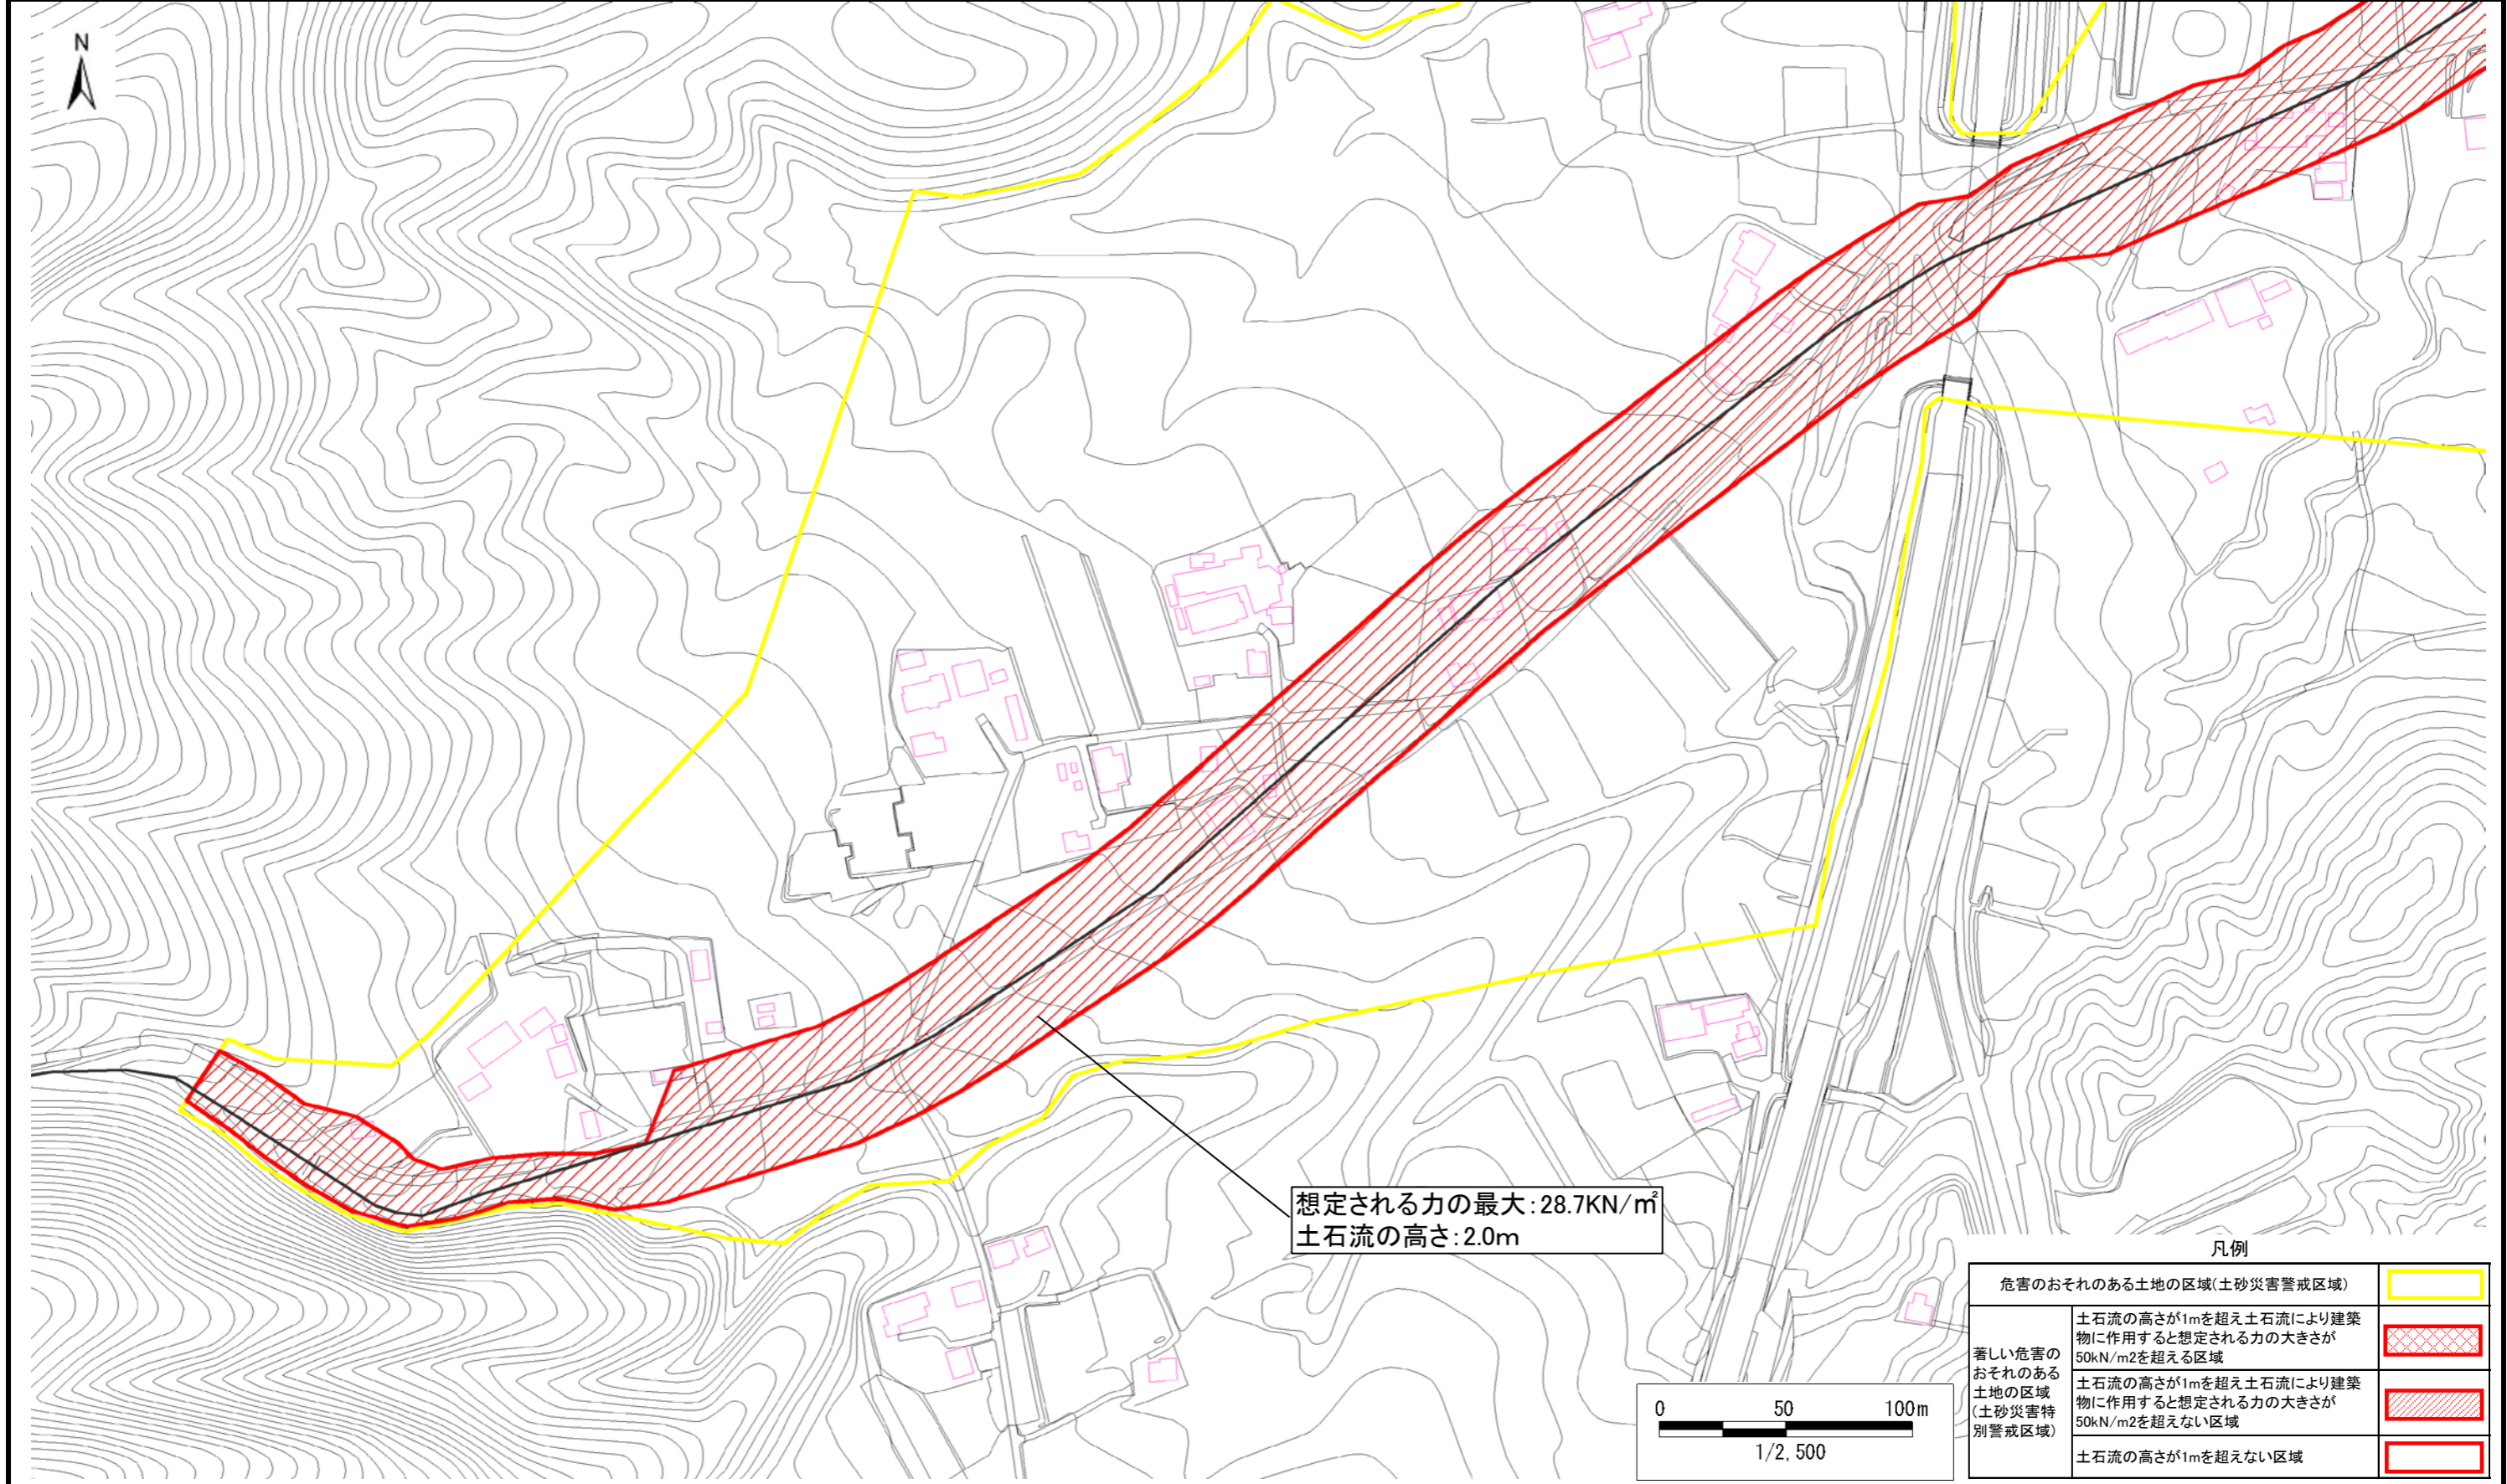 N
想定される力の最大:28.7KN/㎡
土石流の高さ:2.0m
凡例
危害のおそれのある土地の区域(土砂災害警戒区域)
著しい危害の
おそれのある
土地の区域
(土砂災害特
別警戒区域)
土石流の高さが1mを超え土石流により建築
物に作用すると想定される力の大きさが
50kN/m2を超える区域
土石流の高さが1mを超え土石流により建築
物に作用すると想定される力の大きさが
50kN/m2を超えない区域
土石流の高さが1mを超えない区域
0 50 100m
1/2,500